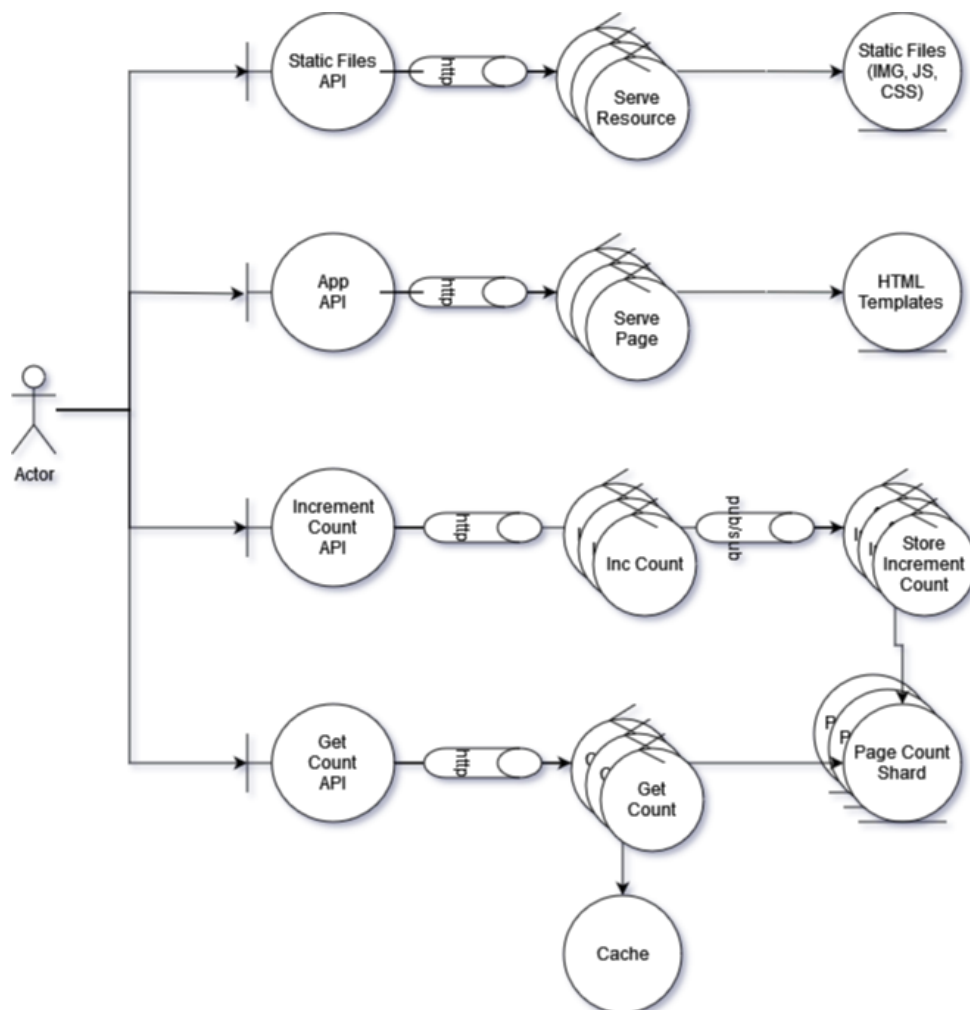 Static Files
API
http
Serve
Resource
Static Files
(IMG, JS,
CSS)
App
API
http
Serve
Page
HTML
Templates
Actor
Increment
Count
API
http
Inc Count
pub/sub
Store
Increment
Count
Get
Count
API
http
Get
Count
P
P
Page Count
Shard
Cache